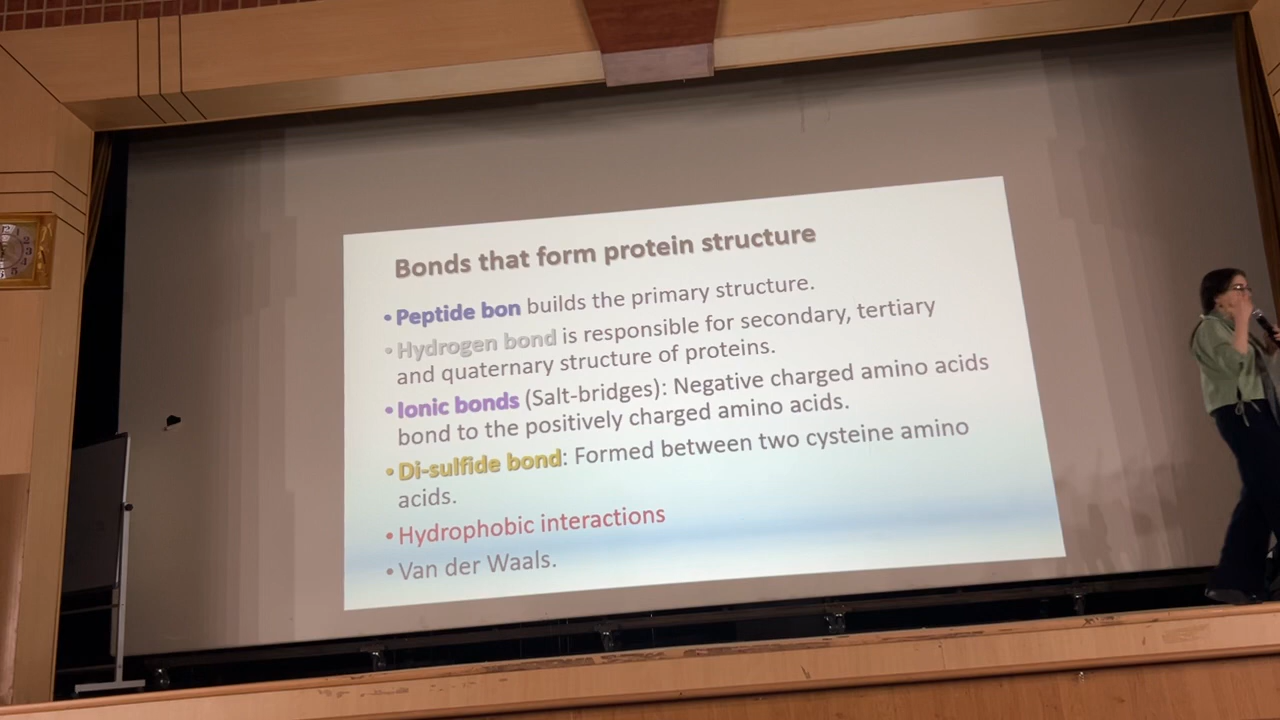 Bonds that form protein structure
• Peptide bon builds the primary structure.
• Hydrogen bond is responsible for secondary, tertiary
and quaternary structure of proteins.
• Ionic bonds (Salt-bridges): Negative charged amino acids
bond to the positively charged amino acids.
• Di-sulfide bond: Formed between two cysteine amino
acids.
• Hydrophobic interactions
• Van der Waals.